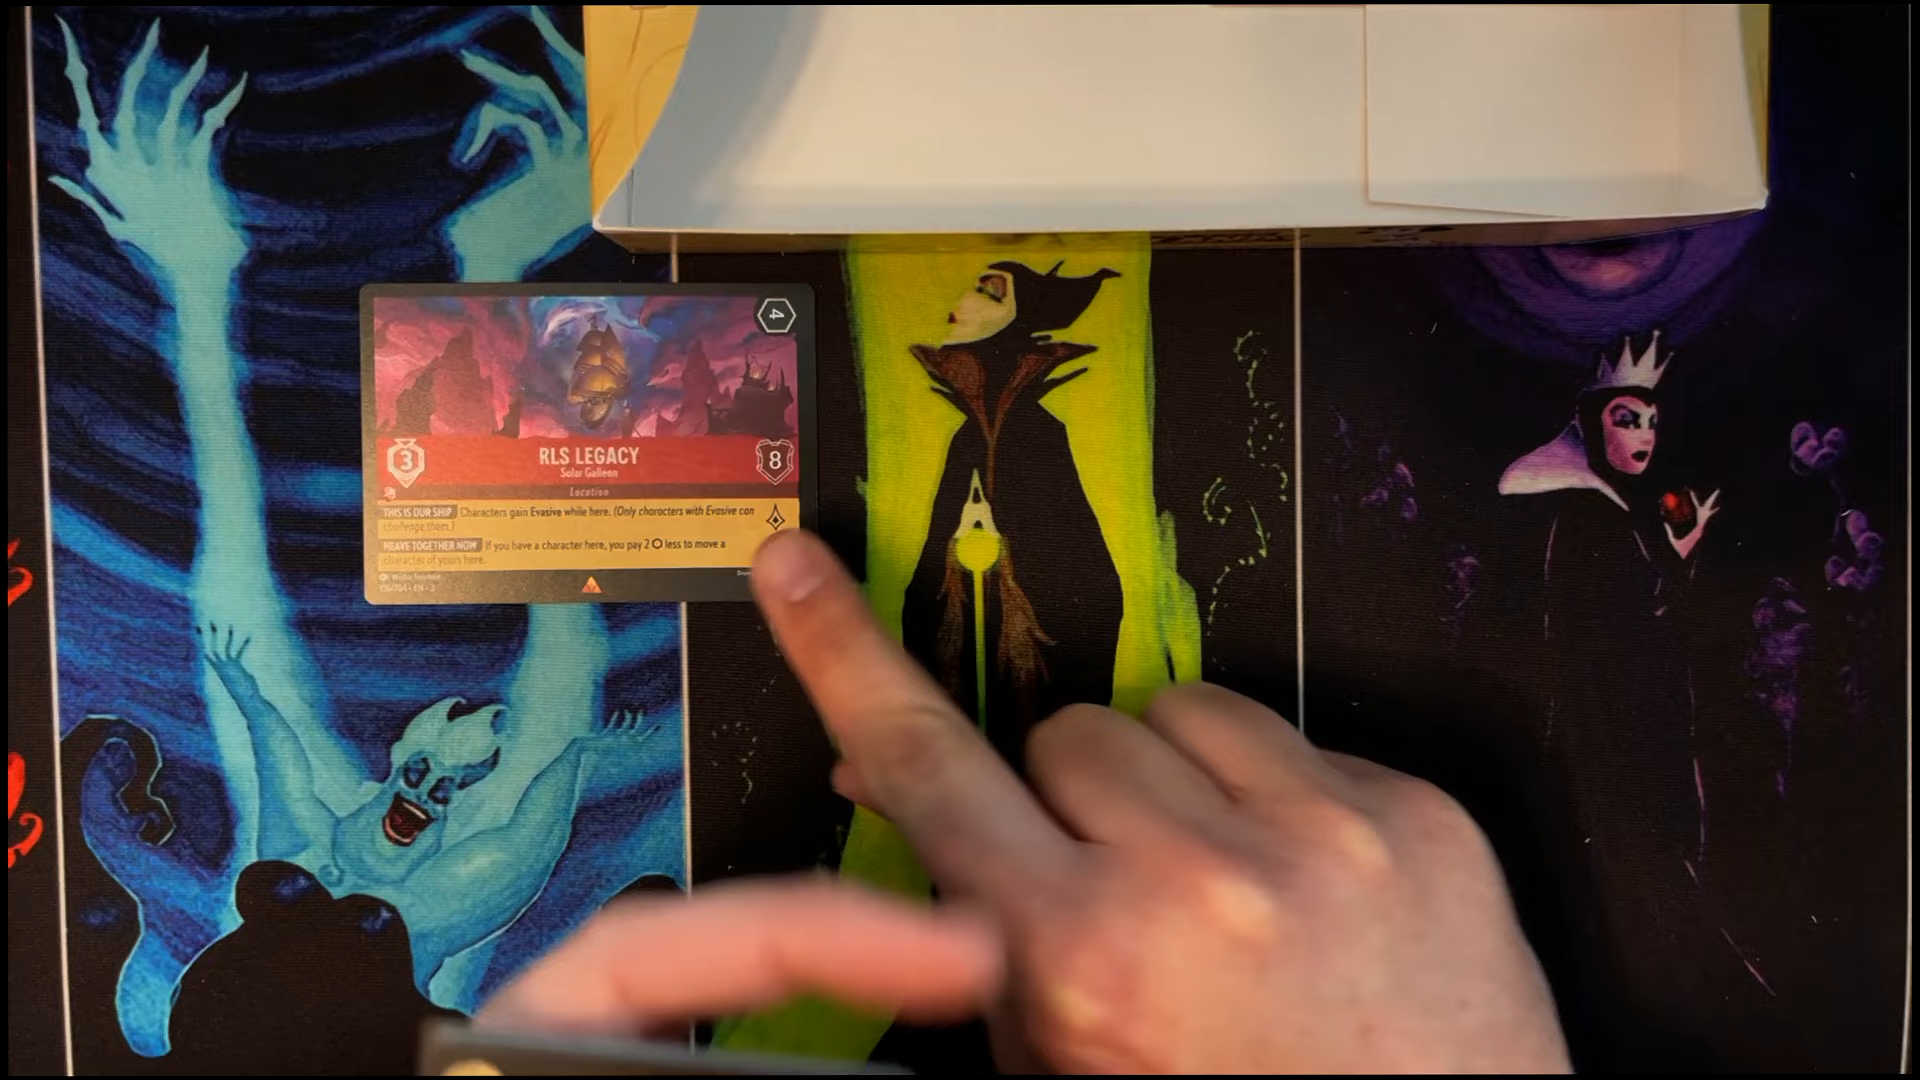 4
RLS LEGACY
3
8
Solar Galleon
Location
THIS IS OUR SHIP Characters gain Evasive while here. (Only characters with Evasive can
challenge them.)
HEAVE TOGETHER NOW If you have a character here, you pay 2 less to move a
character of yours here.